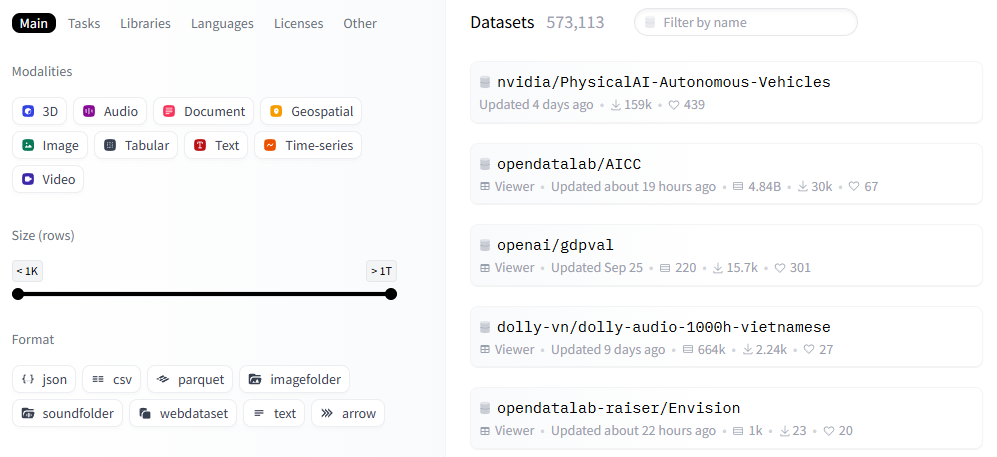 Main Tasks Libraries Languages Licenses Other
Modalities
3D Audio Document Geospatial
Image Tabular Text Time-series
Video
Size (rows)
< 1K > 1T
Format
json csv parquet imagefolder
soundfolder webdataset text arrow
Datasets 573,113 Filter by name
nvidia/PhysicalAI-Autonomous-Vehicles
Updated 4 days ago • 159k • 439
opendatalab/AICC
Viewer • Updated about 19 hours ago • 4.84B • 30k • 67
openai/gdpval
Viewer • Updated Sep 25 • 220 • 15.7k • 301
dolly-vn/dolly-audio-1000h-vietnamese
Viewer • Updated 9 days ago • 664k • 2.24k • 27
opendatalab-raiser/Envision
Viewer • Updated about 22 hours ago • 1k • 23 • 20